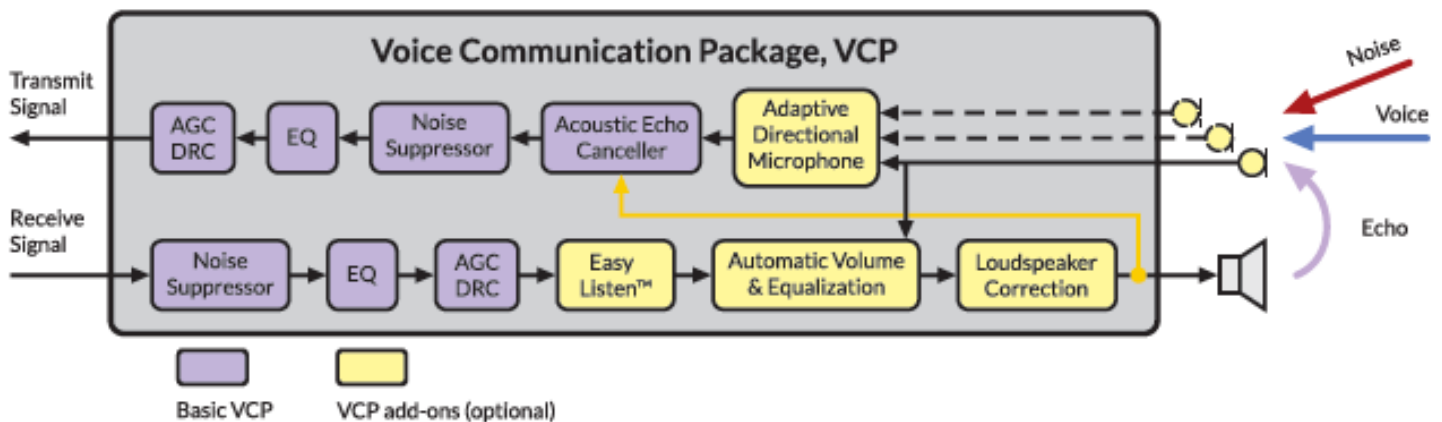 Voice Communication Package, VCP
Transmit
Signal
AGC
DRC
EQ
Noise
Suppressor
Acoustic Echo
Canceller
Adaptive
Directional
Microphone
Noise
Voice
Receive
Signal
Noise
Suppressor
EQ
AGC
DRC
Easy
Listen™
Automatic Volume
& Equalization
Loudspeaker
Correction
Echo
Basic VCP
VCP add-ons (optional)